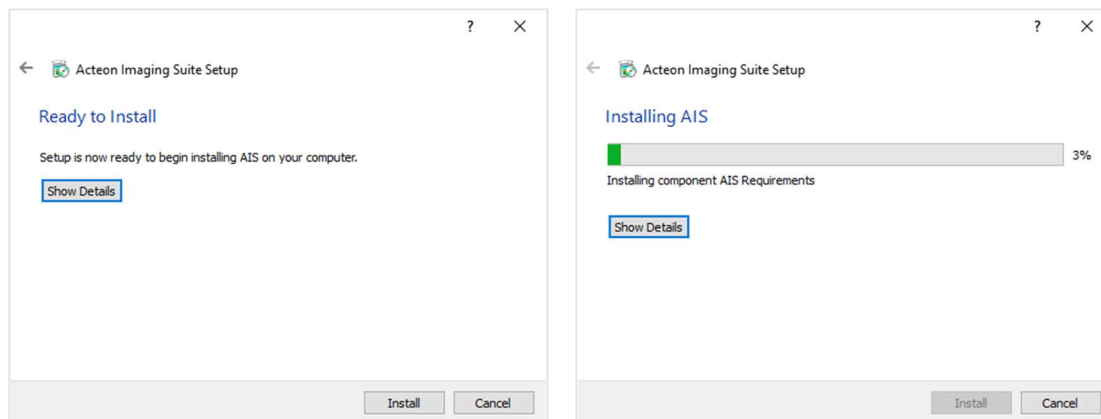 ?
Acteon Imaging Suite Setup
Ready to Install
Setup is now ready to begin installing AIS on your computer.
Show Details
Install Cancel
?
Acteon Imaging Suite Setup
Installing AIS
3%
Installing component AIS Requirements
Show Details
Install Cancel